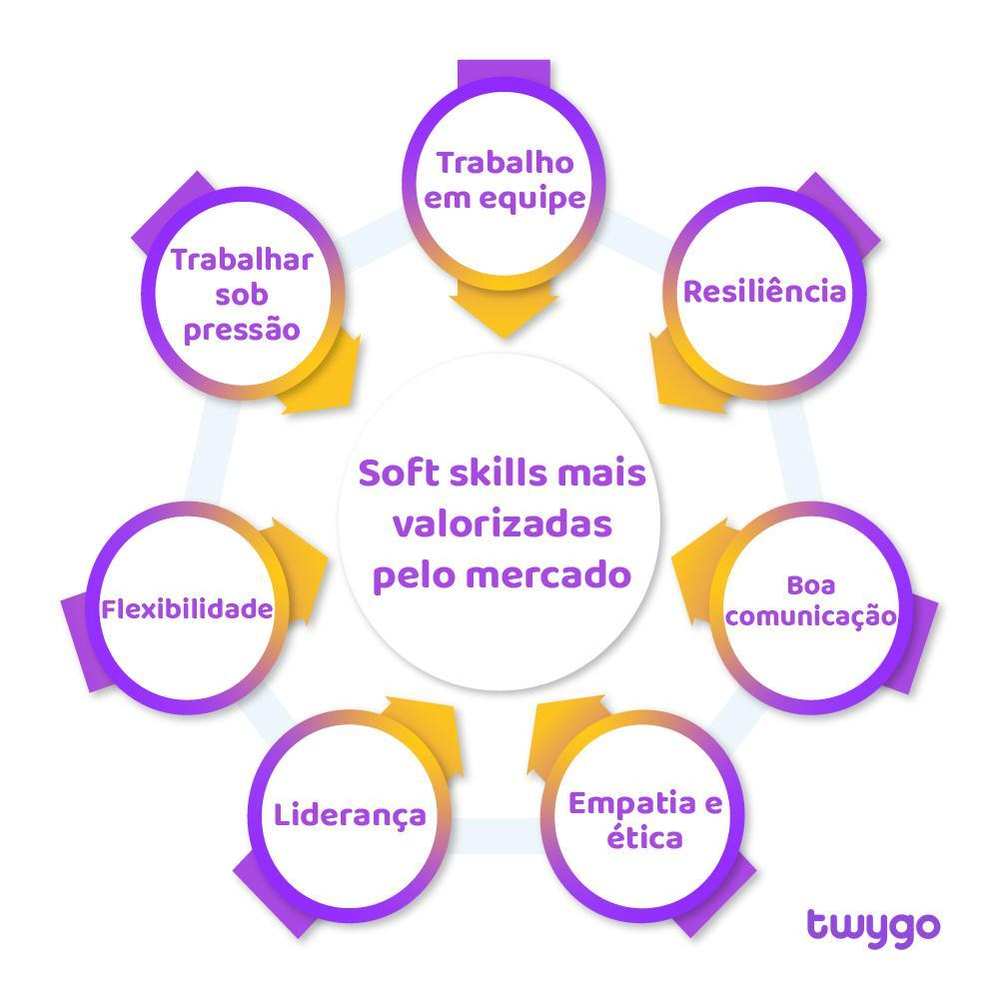 Trabalho
em equipe
Resiliência
Boa
comunicação
Empatia e
ética
Liderança
Flexibilidade
Trabalhar
sob
pressão
Soft skills mais
valorizadas
pelo mercado
twygo